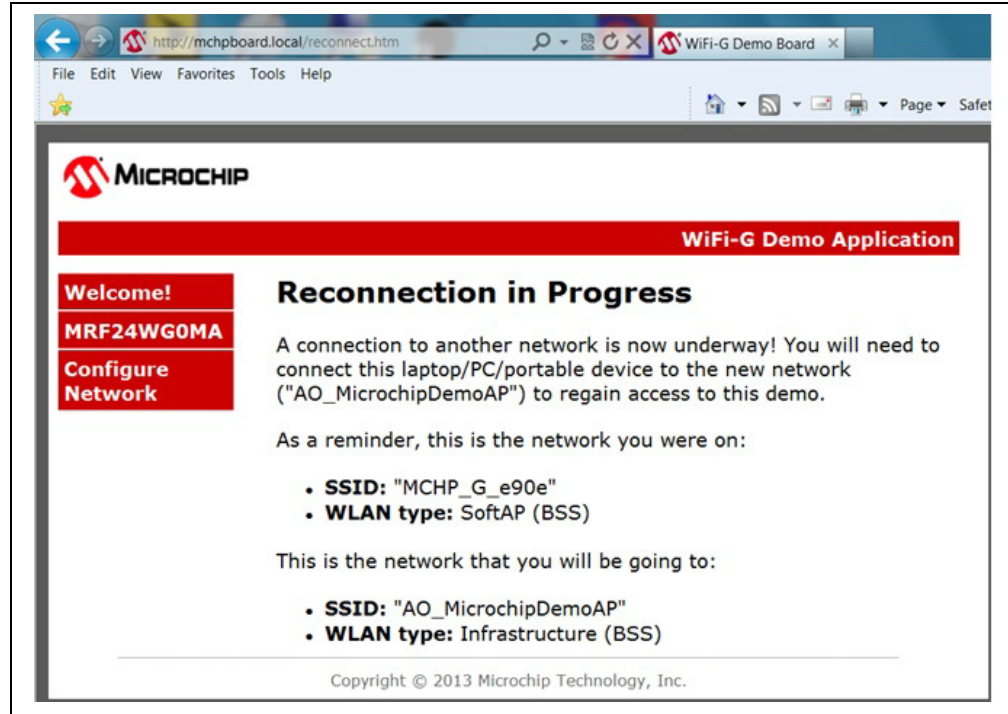 http://mchpboard.local/reconnect.htm
WiFi-G Demo Board
File Edit View Favorites Tools Help
Page Safet
MICROCHIP
WiFi-G Demo Application
Welcome!
MRF24WG0MA
Configure
Network
Reconnection in Progress
A connection to another network is now underway! You will need to
connect this laptop/PC/portable device to the new network
("AO_MicrochipDemoAP") to regain access to this demo.
As a reminder, this is the network you were on:
• SSID: "MCHP_G_e90e"
• WLAN type: SoftAP (BSS)
This is the network that you will be going to:
• SSID: "AO_MicrochipDemoAP"
• WLAN type: Infrastructure (BSS)
Copyright © 2013 Microchip Technology, Inc.